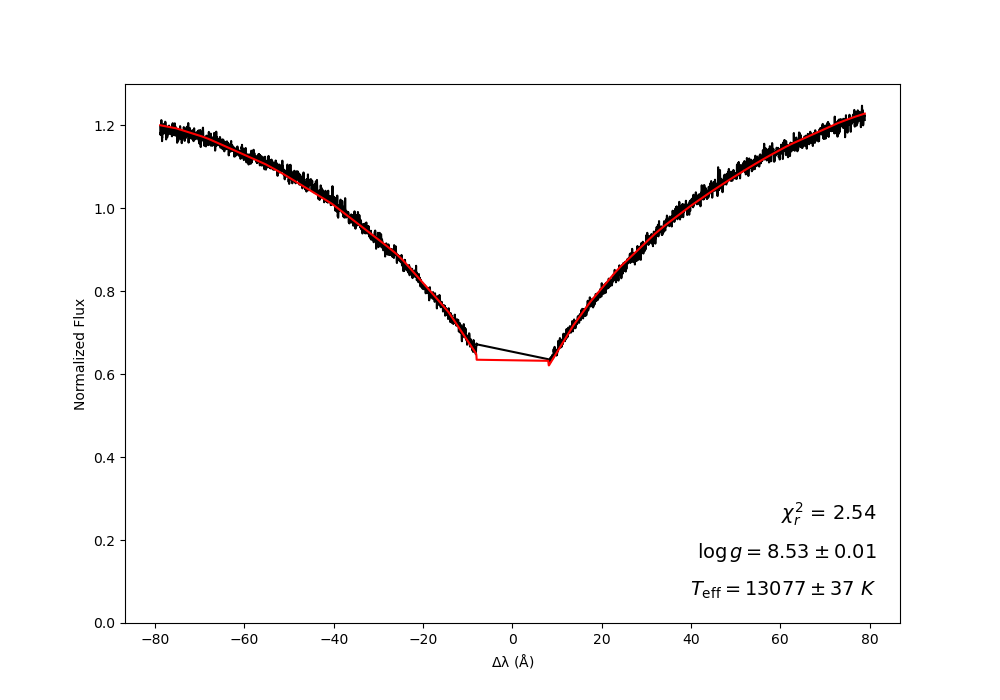 1.2
1.0
0.8
0.6
0.4
0.2
0.0
Normalized Flux
χ²ᵣ = 2.54
log g = 8.53 ± 0.01
T_eff = 13077 ± 37 K
−80 −60 −40 −20 0 20 40 60 80
Δλ (Å)